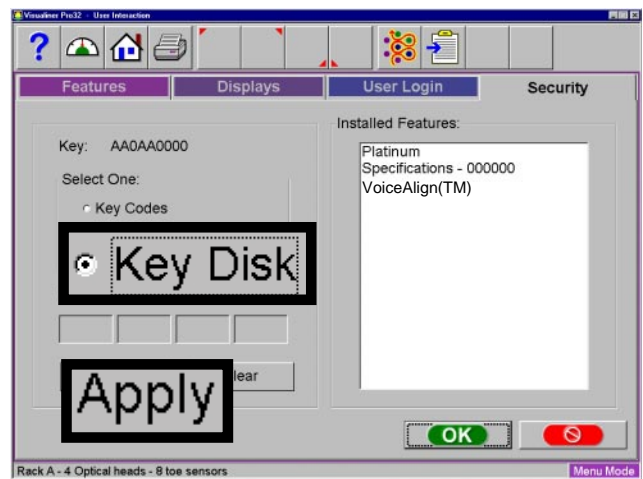 Visualiner Pro32 - User Interaction
?
Features Displays User Login Security
Key: AA0AA0000
Select One:
Key Codes
Key Disk
Apply
lear
Installed Features:
Platinum
Specifications - 000000
VoiceAlign(TM)
OK
Rack A - 4 Optical heads - 8 toe sensors
Menu Mode